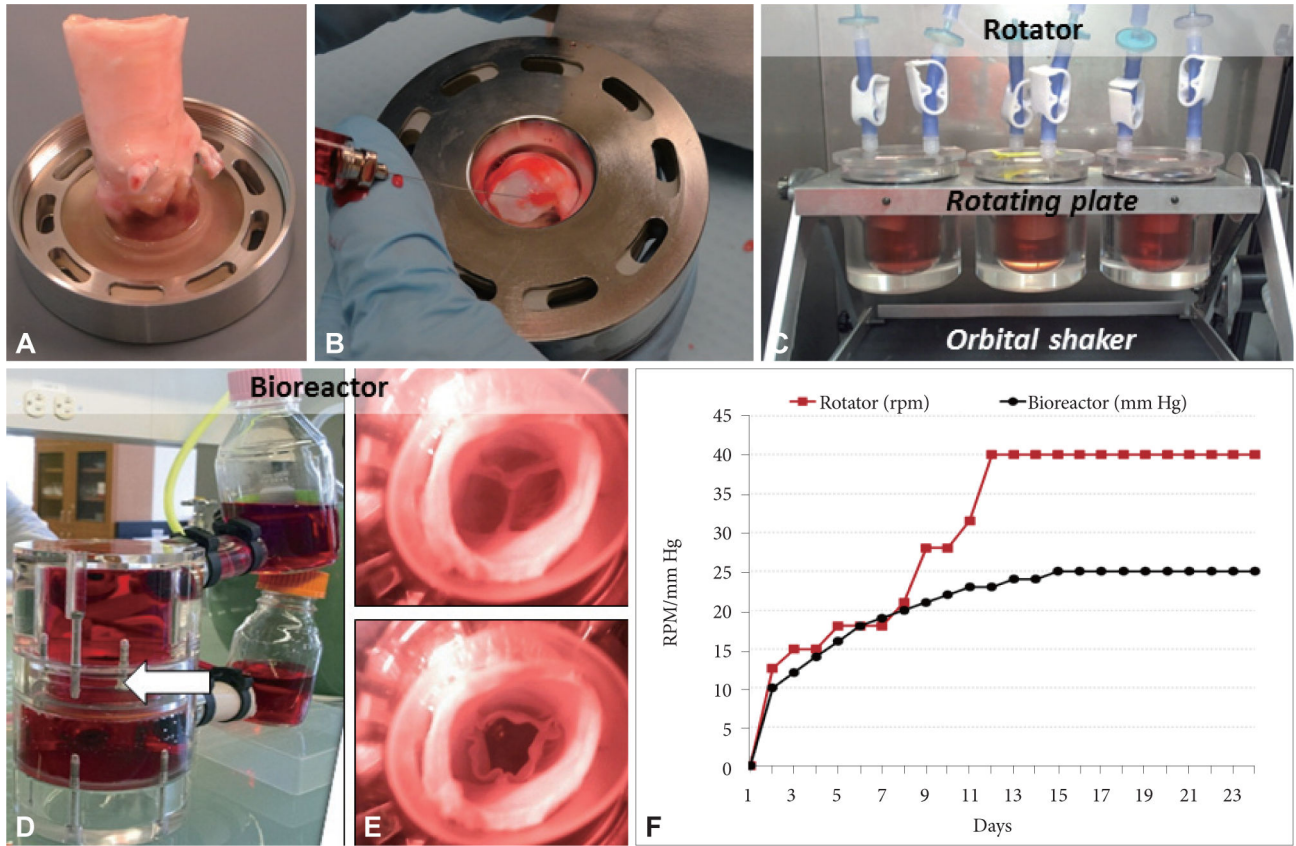 A
B
Rotator
Rotating plate
Orbital shaker
C
Bioreactor
D
E
Rotator (rpm)
Bioreactor (mm Hg)
RPM/mm Hg
45
40
35
30
25
20
15
10
5
0
1 3 5 7 9 11 13 15 17 19 21 23
Days
F